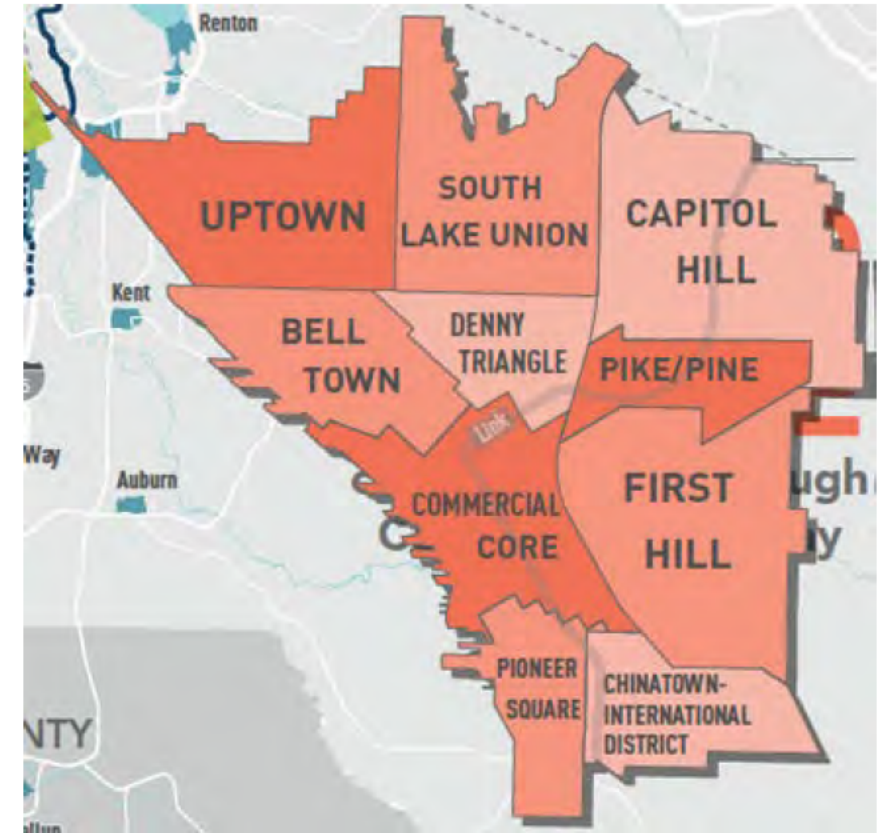 Renton
UPTOWN
SOUTH
LAKE UNION
CAPITOL
HILL
Kent
BELL
TOWN
DENNY
TRIANGLE
PIKE/PINE
Link
Way
Auburn
COMMERCIAL
CORE
FIRST
HILL
ugh
PIONEER
SQUARE
CHINATOWN-
INTERNATIONAL
DISTRICT
NTY